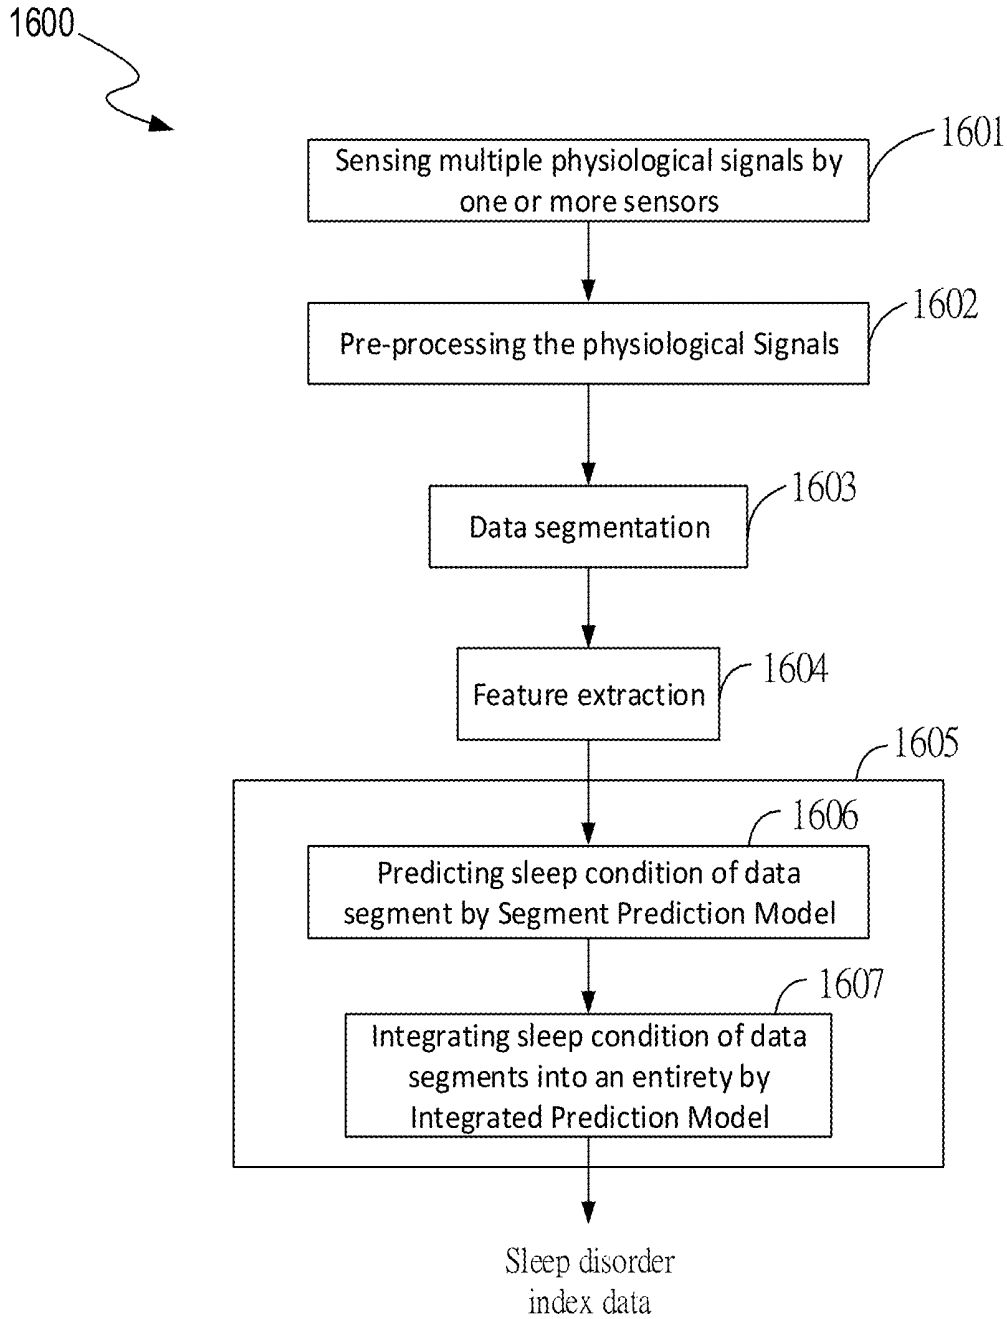 1600
1601
Sensing multiple physiological signals by
one or more sensors
1602
Pre-processing the physiological Signals
1603
Data segmentation
1604
Feature extraction
1605
1606
Predicting sleep condition of data
segment by Segment Prediction Model
1607
Integrating sleep condition of data
segments into an entirety by
Integrated Prediction Model
Sleep disorder
index data